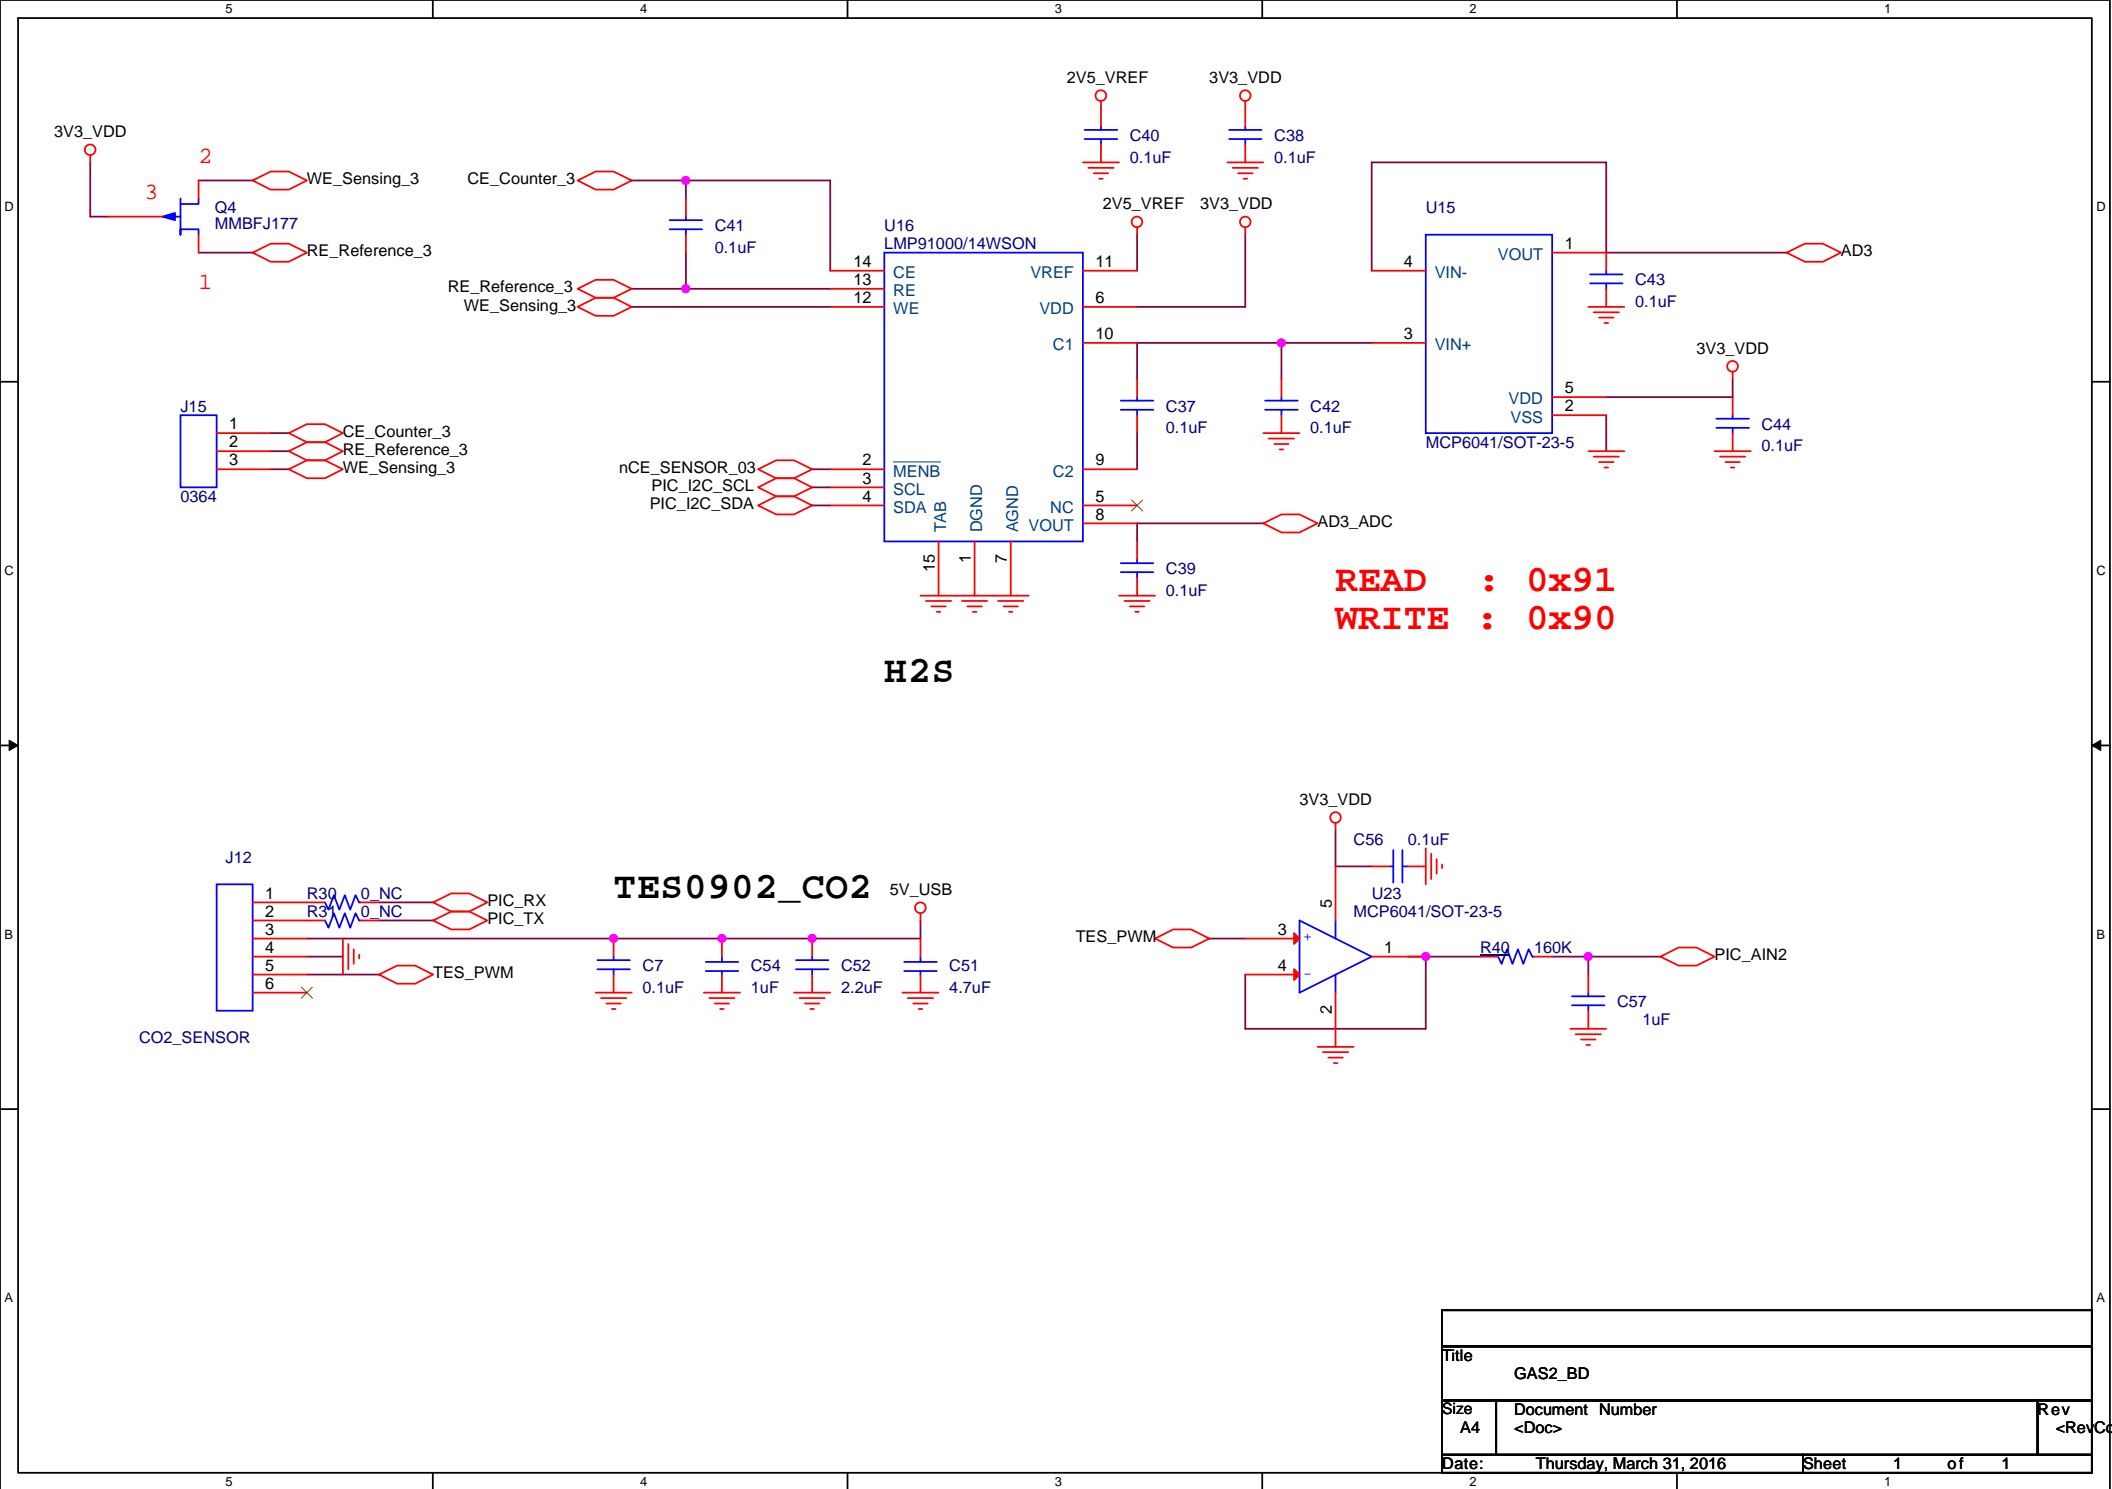 5 4 3 2 1
2V5_VREF 3V3_VDD
C40
0.1uF
C38
0.1uF
3V3_VDD
2
3
1
Q4
MMBFJ177
WE_Sensing_3
RE_Reference_3
CE_Counter_3
C41
0.1uF
RE_Reference_3
WE_Sensing_3
2V5_VREF 3V3_VDD
U16
LMP91000/14WSON
14 CE
13 RE
12 WE
VREF 11
VDD 6
C1 10
C2 9
NC 5
VOUT 8
2 MENB
3 SCL
4 SDA
TAB DGND AGND
15 1 7
nCE_SENSOR_03
PIC_I2C_SCL
PIC_I2C_SDA
C37
0.1uF
C42
0.1uF
C39
0.1uF
AD3_ADC
U15
4 VIN-
3 VIN+
VOUT 1
VDD 5
VSS 2
MCP6041/SOT-23-5
AD3
C43
0.1uF
3V3_VDD
C44
0.1uF
J15
1 CE_Counter_3
2 RE_Reference_3
3 WE_Sensing_3
0364
READ : 0x91
WRITE : 0x90
H2S
J12
1 R30 0_NC PIC_RX
2 R31 0_NC PIC_TX
3
4
5 TES_PWM
6
CO2_SENSOR
TES0902_CO2
5V_USB
C7
0.1uF
C54
1uF
C52
2.2uF
C51
4.7uF
3V3_VDD
C56 0.1uF
U23
MCP6041/SOT-23-5
TES_PWM
3 +
4 -
5
2
1
R40 160K
PIC_AIN2
C57
1uF
D D
C C
B B
A A
Title
GAS2_BD
Size
A4
Document Number
<Doc>
Rev
<RevCo
Date: Thursday, March 31, 2016 Sheet 1 of 1
5 4 3 2 1